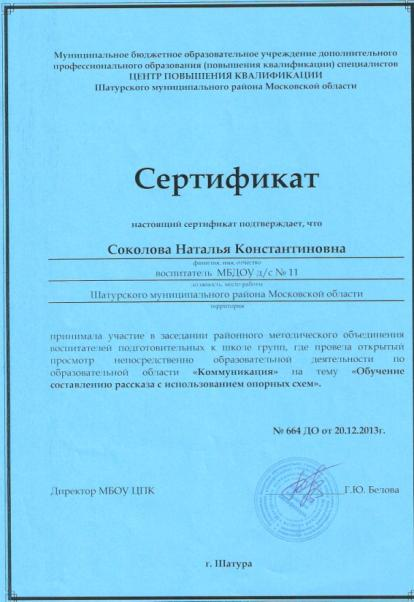 Муниципальное бюджетное образовательное учреждение дополнительного
профессионального образования (повышения квалификации) специалистов
ЦЕНТР ПОВЫШЕНИЯ КВАЛИФИКАЦИИ
Шатурского муниципального района Московской области
Сертификат
настоящий сертификат подтверждает, что
Соколова Наталья Константиновна
фамилия, имя, отчество
воспитатель МБДОУ д/с № 11
должность, место работы
Шатурского муниципального района Московской области
территория
принимала участие в заседании районного методического объединения
воспитателей подготовительных к школе групп, где провела открытый
просмотр непосредственно образовательной деятельности по
образовательной области «Коммуникация» на тему «Обучение
составлению рассказа с использованием опорных схем».
№ 664 ДО от 20.12.2013г.
Директор МБОУ ЦПК Г.Ю. Белова
г. Шатура